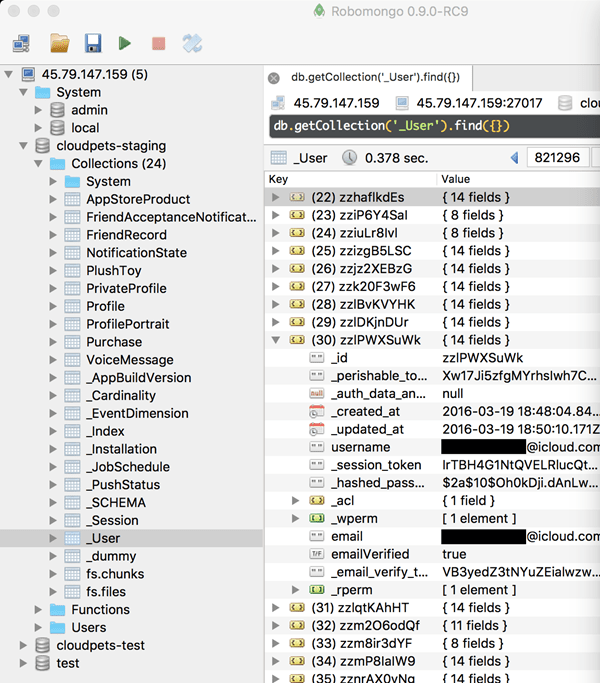 Robomongo 0.9.0-RC9
45.79.147.159 (5)
System
admin
local
cloudpets-staging
Collections (24)
System
AppStoreProduct
FriendAcceptanceNotificat...
FriendRecord
NotificationState
PlushToy
PrivateProfile
Profile
ProfilePortrait
Purchase
VoiceMessage
_AppBuildVersion
_Cardinality
_EventDimension
_Index
_Installation
_JobSchedule
_PushStatus
_SCHEMA
_Session
_User
_dummy
fs.chunks
fs.files
Functions
Users
cloudpets-test
test
db.getCollection('_User').find({})
45.79.147.159 45.79.147.159:27017 clo
db.getCollection('_User').find({})
_User 0.378 sec. 821296
Key Value
(22) zzhaflkdEs { 14 fields }
(23) zziP6Y4Sal { 8 fields }
(24) zziuLr8lvl { 8 fields }
(25) zzizgB5LSC { 14 fields }
(26) zzjz2XEBzG { 14 fields }
(27) zzk20F3wF6 { 14 fields }
(28) zzlBvKVYHK { 14 fields }
(29) zzlDKjnDUr { 14 fields }
(30) zzlPWXSuWk { 14 fields }
_id zzlPWXSuWk
_perishable_to... Xw17Ji5zfgMYrhslwh7C...
_auth_data_an... null
_created_at 2016-03-19 18:48:04.84...
_updated_at 2016-03-19 18:50:10.171Z
username @icloud.com
_session_token lrTBH4G1NtQVELRlucQt...
_hashed_pass... $2a$10$Oh0kDji.dAnLw...
_acl { 1 field }
_wperm [ 1 element ]
email @icloud.com
emailVerified true
_email_verify_t... VB3yedZ3tNYuZEialwzw...
_rperm [ 1 element ]
(31) zzlqtKAhHT { 14 fields }
(32) zzm2O6odQf { 11 fields }
(33) zzm8ir3dYF { 8 fields }
(34) zzmP8laIW9 { 14 fields }
(35) zznrAX0vNg { 14 fields }